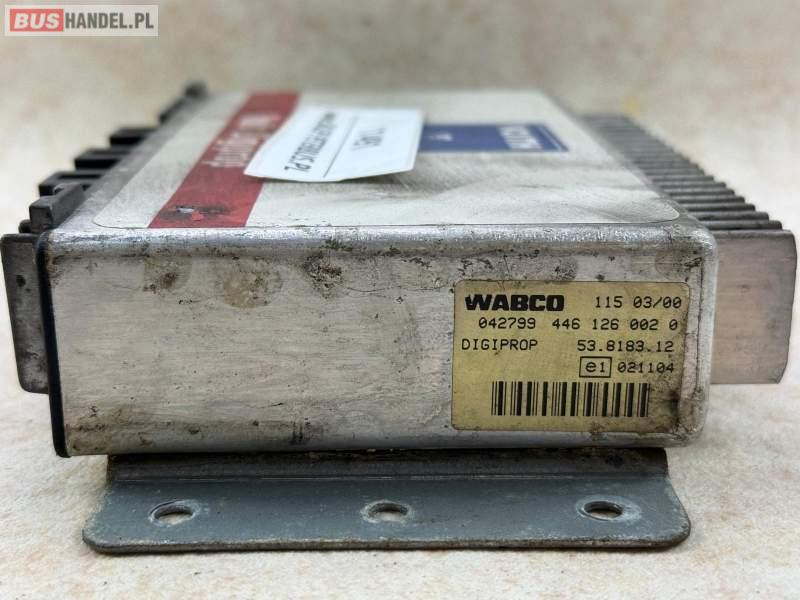 BUSHANDEL.PL
WABCO 115 03/00
042799 446 126 002 0
DIGIPROP 53.8183.12
e1 021104